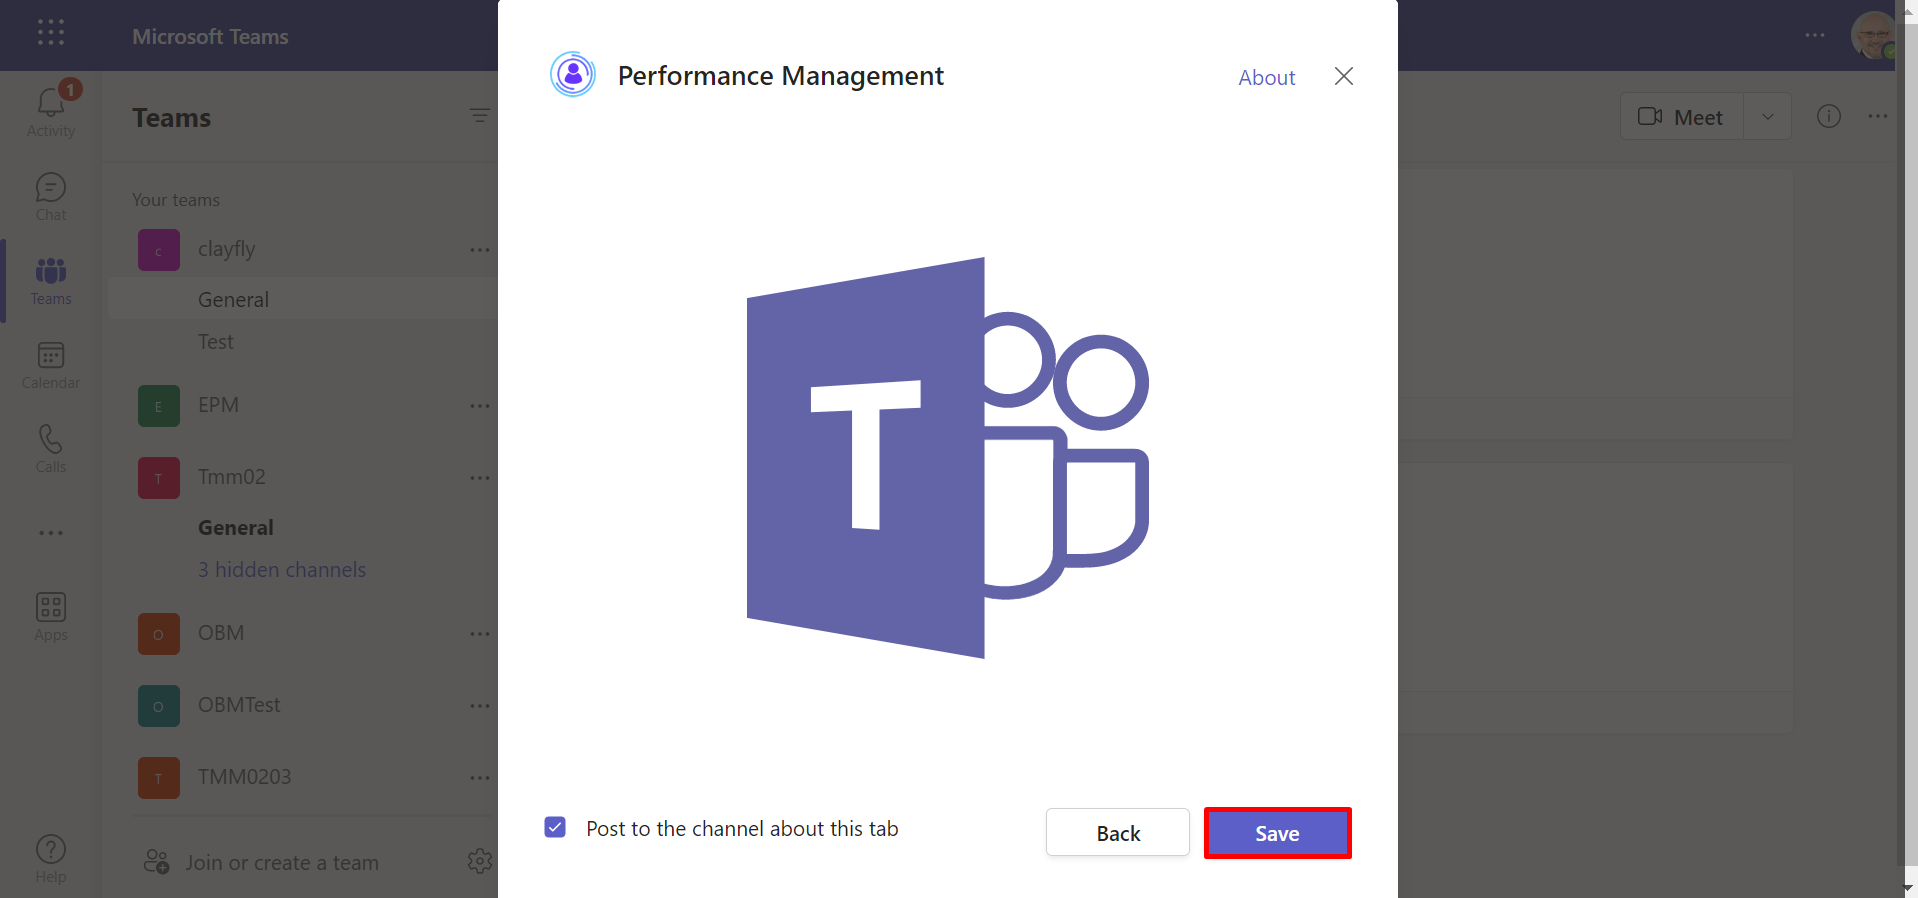 Microsoft Teams
1
Activity
Chat
Teams
Calendar
Calls
Apps
Help
Teams
Your teams
c
clayfly
General
Test
E
EPM
T
Tmm02
General
3 hidden channels
O
OBM
O
OBMTest
T
TMM0203
Join or create a team
Performance Management
About
T
Post to the channel about this tab
Back
Save
Meet